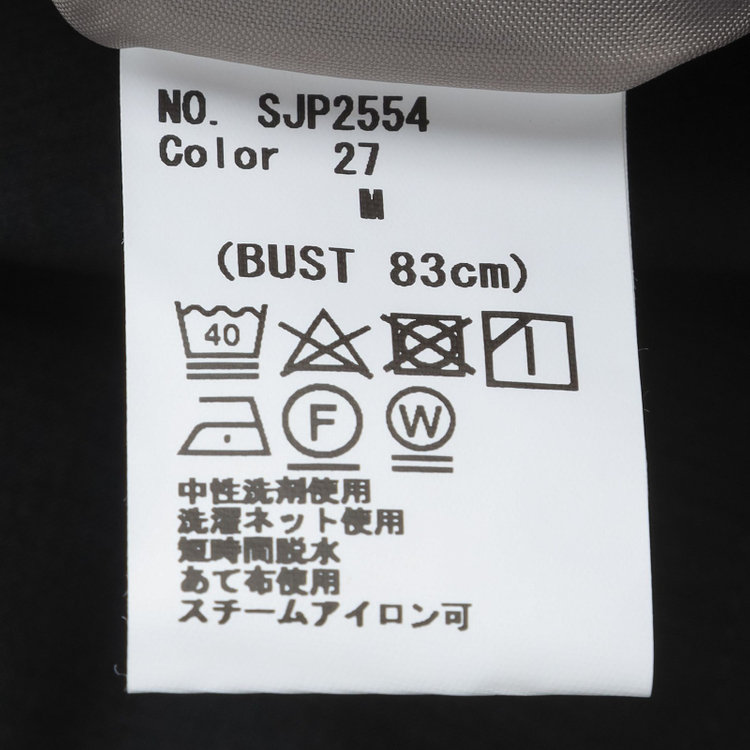 NO. SJP2554
Color 27
M
(BUST 83cm)
40
F W
中性洗剤使用
洗濯ネット使用
短時間脱水
あて布使用
スチームアイロン可